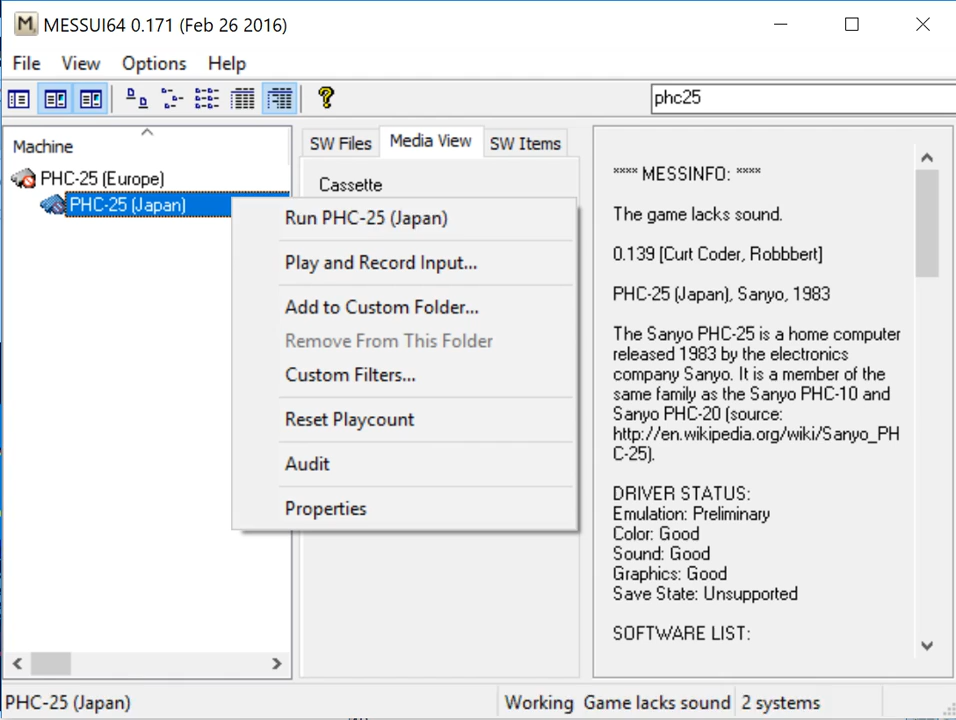 MESSUI64 0.171 (Feb 26 2016)
File View Options Help
phc25
Machine
PHC-25 (Europe)
PHC-25 (Japan)
SW Files Media View SW Items
Cassette
Run PHC-25 (Japan)
Play and Record Input...
Add to Custom Folder...
Remove From This Folder
Custom Filters...
Reset Playcount
Audit
Properties
**** MESSINFO: ****
The game lacks sound.
0.139 [Curt Coder, Robbbert]
PHC-25 (Japan), Sanyo, 1983
The Sanyo PHC-25 is a home computer
released 1983 by the electronics
company Sanyo. It is a member of the
same family as the Sanyo PHC-10 and
Sanyo PHC-20 (source:
http://en.wikipedia.org/wiki/Sanyo_PH
C-25).
DRIVER STATUS:
Emulation: Preliminary
Color: Good
Sound: Good
Graphics: Good
Save State: Unsupported
SOFTWARE LIST:
PHC-25 (Japan) Working Game lacks sound 2 systems